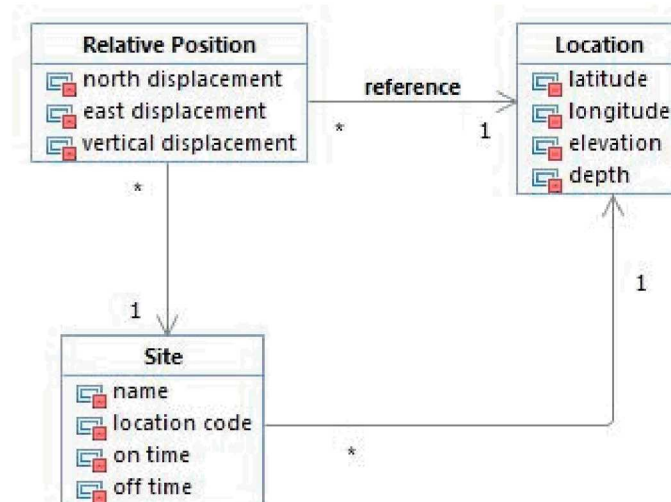 Relative Position
north displacement
east displacement
vertical displacement
reference
*
1
Location
latitude
longitude
elevation
depth
*
1
1
Site
name
location code
on time
off time
*